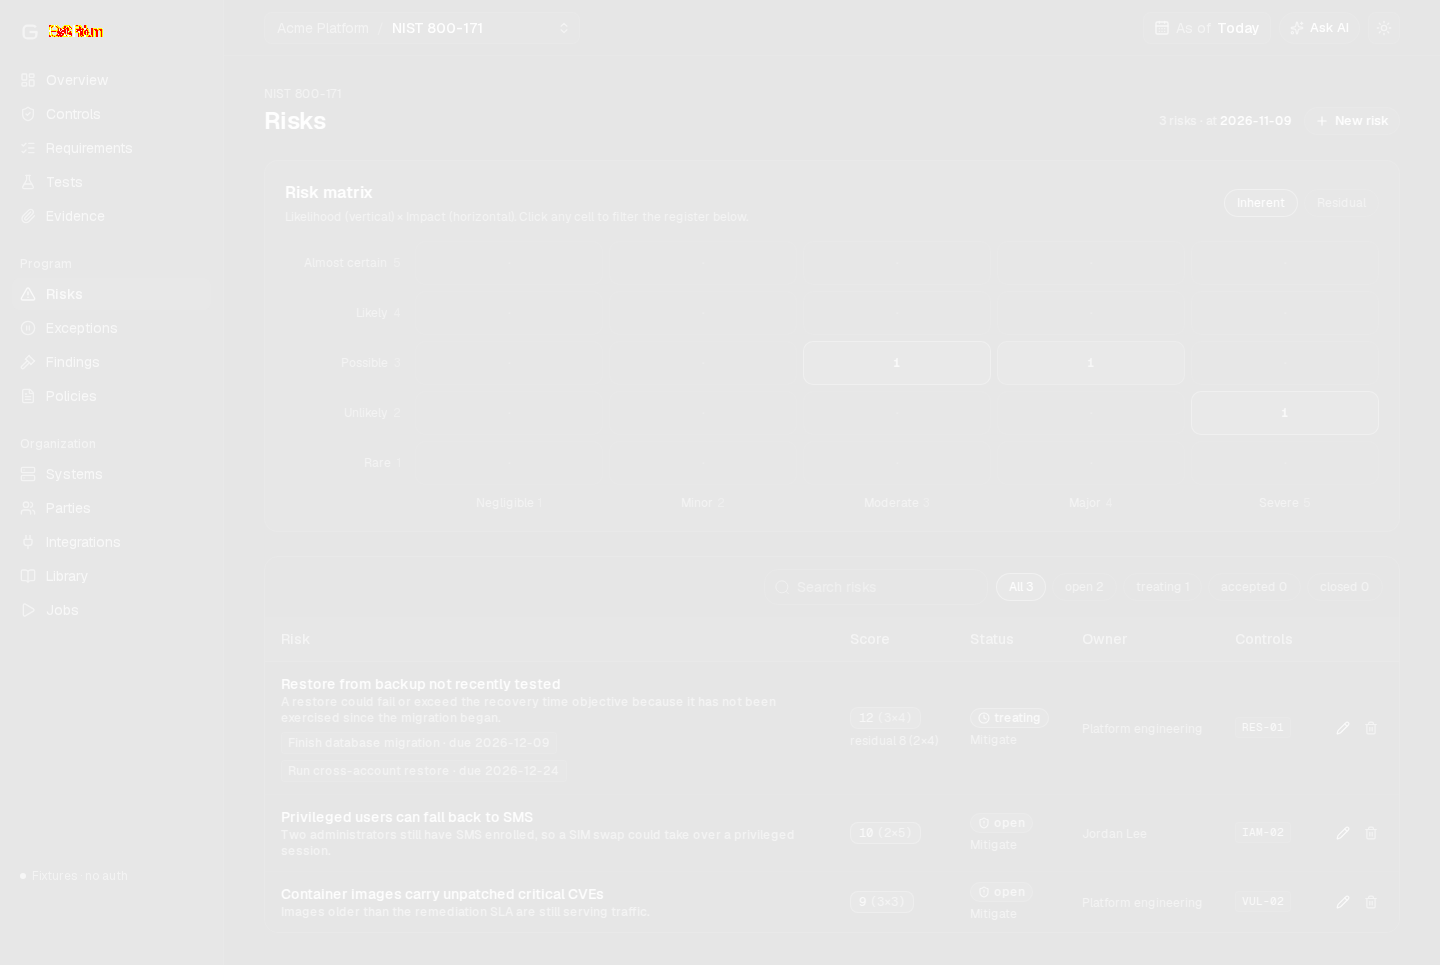 Acme Platform / NIST 800-171
As of Today
Ask AI
Overview
Controls
Requirements
Tests
Evidence
Program
Risks
Exceptions
Findings
Policies
Organization
Systems
Parties
Integrations
Library
Jobs
Fixtures · no auth
NIST 800-171
Risks
3 risks · at 2026-11-09
New risk
Risk matrix
Likelihood (vertical) × Impact (horizontal). Click any cell to filter the register below.
Inherent
Residual
Almost certain 5
Likely 4
Possible 3
1
1
Unlikely 2
1
Rare 1
Negligible 1
Minor 2
Moderate 3
Major 4
Severe 5
Search risks
All 3
open 2
treating 1
accepted 0
closed 0
Risk
Score
Status
Owner
Controls
Restore from backup not recently tested
A restore could fail or exceed the recovery time objective because it has not been
exercised since the migration began.
Finish database migration · due 2026-12-09
Run cross-account restore · due 2026-12-24
12 (3×4)
residual 8 (2×4)
treating
Mitigate
Platform engineering
RES-01
Privileged users can fall back to SMS
Two administrators still have SMS enrolled, so a SIM swap could take over a privileged
session.
10 (2×5)
open
Mitigate
Jordan Lee
IAM-02
Container images carry unpatched critical CVEs
Images older than the remediation SLA are still serving traffic.
9 (3×3)
open
Mitigate
Platform engineering
VUL-02